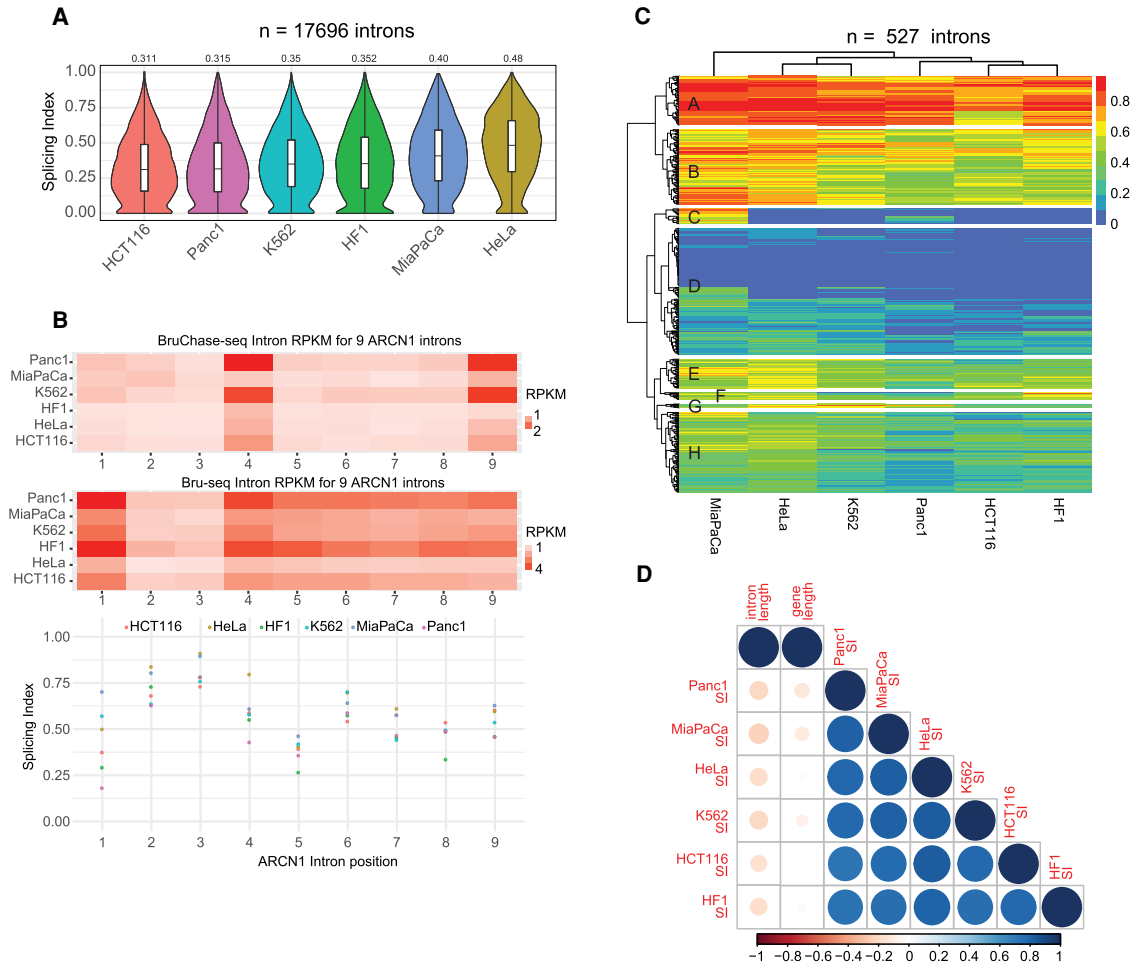 A
n = 17696 introns
0.311 0.315 0.35 0.352 0.40 0.48
Splicing Index
1.00
0.75
0.50
0.25
0.00
HCT116 Panc1 K562 HF1 MiaPaCa HeLa
B
BruChase-seq Intron RPKM for 9 ARCN1 introns
Panc1
MiaPaCa
K562
HF1
HeLa
HCT116
RPKM
1
2
1 2 3 4 5 6 7 8 9
Bru-seq Intron RPKM for 9 ARCN1 introns
Panc1
MiaPaCa
K562
HF1
HeLa
HCT116
RPKM
1
4
1 2 3 4 5 6 7 8 9
HCT116 HeLa HF1 K562 MiaPaCa Panc1
Splicing Index
1.00
0.75
0.50
0.25
0.00
1 2 3 4 5 6 7 8 9
ARCN1 Intron position
C
n = 527 introns
A
B
C
D
E
F
G
H
0.8
0.6
0.4
0.2
0
MiaPaCa HeLa K562 Panc1 HCT116 HF1
D
intron length
gene length
Panc1 SI
MiaPaCa SI
HeLa SI
K562 SI
HCT116 SI
HF1 SI
Panc1 SI
MiaPaCa SI
HeLa SI
K562 SI
HCT116 SI
HF1 SI
−1 −0.8 −0.6 −0.4 −0.2 0 0.2 0.4 0.6 0.8 1